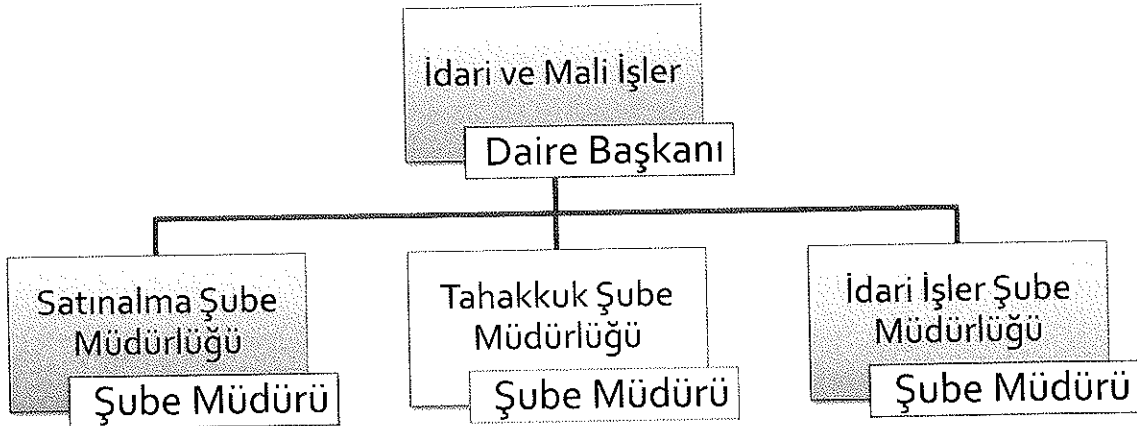 İdari ve Mali İşler
Daire Başkanı
Satınalma Şube
Müdürlüğü
Şube Müdürü
Tahakkuk Şube
Müdürlüğü
Şube Müdürü
İdari İşler Şube
Müdürlüğü
Şube Müdürü